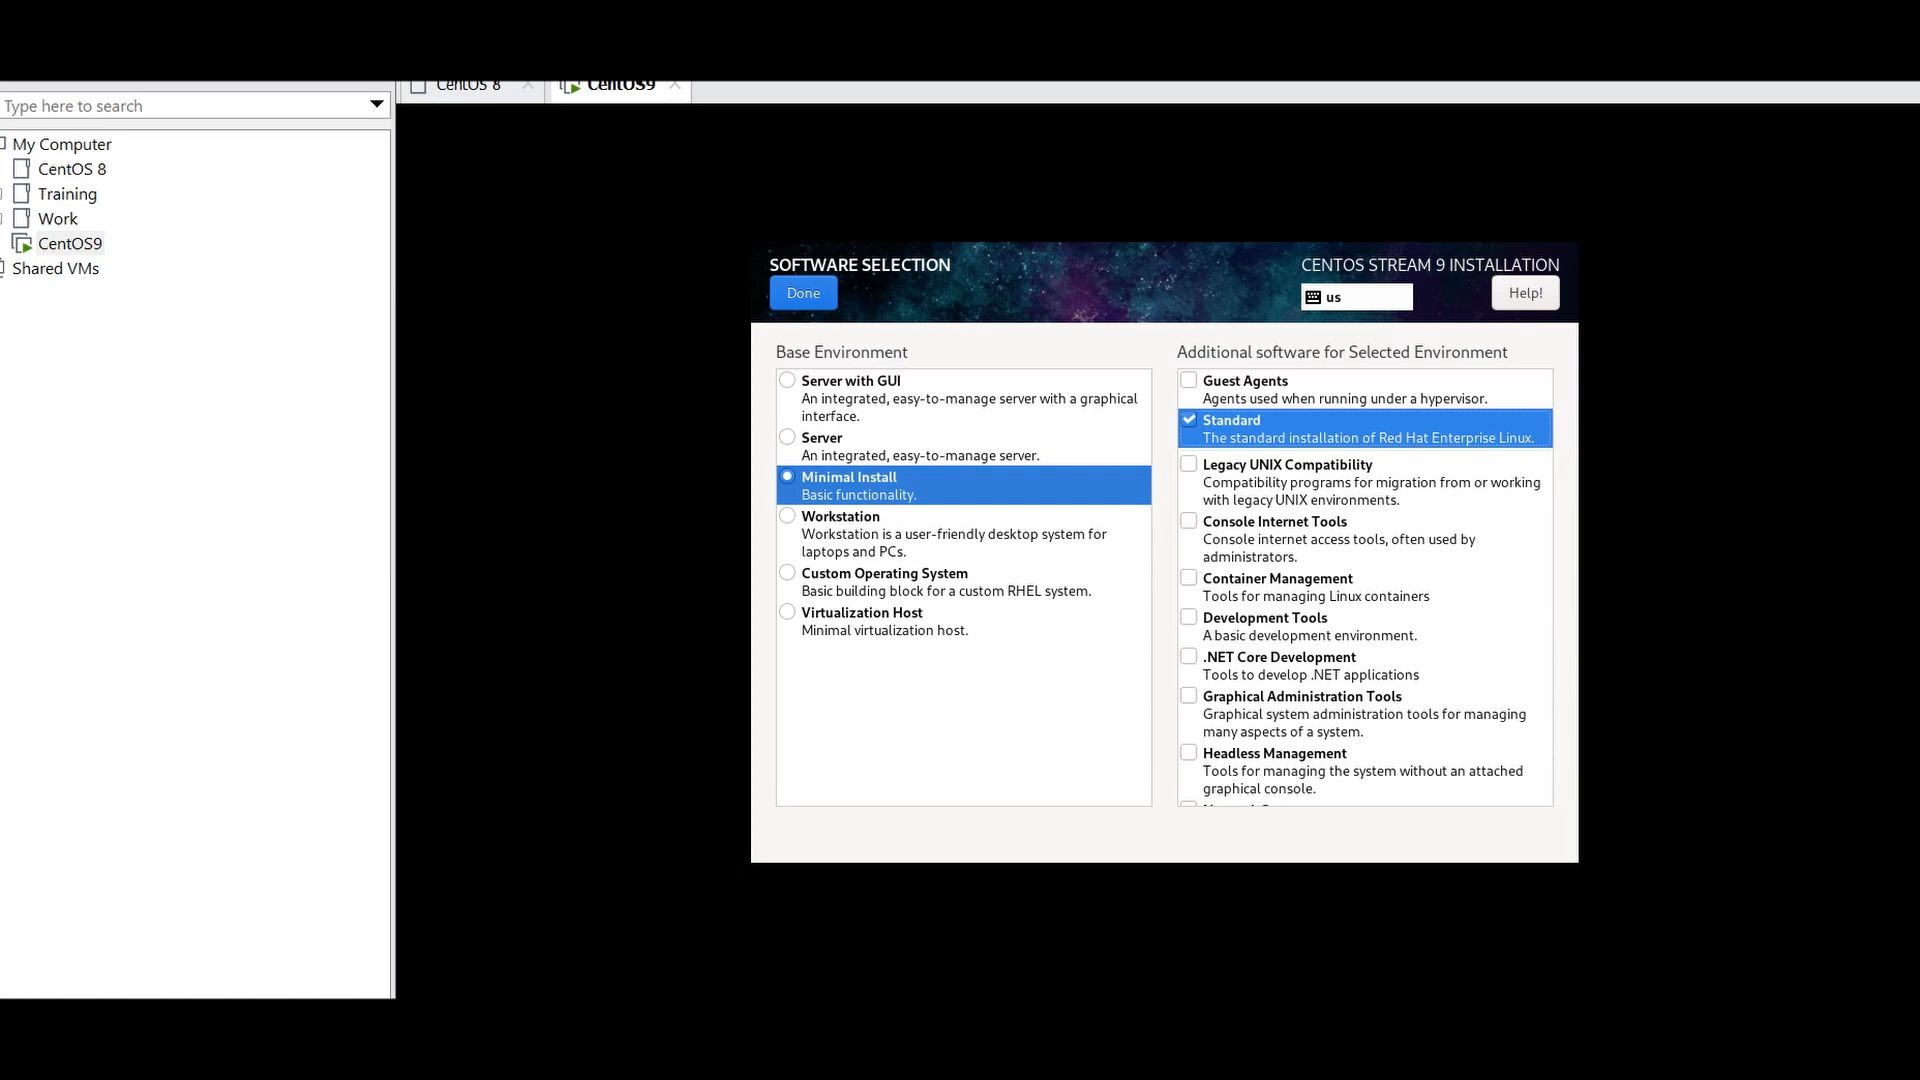 CentOS 8
CentOS9
Type here to search
My Computer
CentOS 8
Training
Work
CentOS9
Shared VMs
SOFTWARE SELECTION
CENTOS STREAM 9 INSTALLATION
Done
us
Help!
Base Environment
Server with GUI
An integrated, easy-to-manage server with a graphical
interface.
Server
An integrated, easy-to-manage server.
Minimal Install
Basic functionality.
Workstation
Workstation is a user-friendly desktop system for
laptops and PCs.
Custom Operating System
Basic building block for a custom RHEL system.
Virtualization Host
Minimal virtualization host.
Additional software for Selected Environment
Guest Agents
Agents used when running under a hypervisor.
Standard
The standard installation of Red Hat Enterprise Linux.
Legacy UNIX Compatibility
Compatibility programs for migration from or working
with legacy UNIX environments.
Console Internet Tools
Console internet access tools, often used by
administrators.
Container Management
Tools for managing Linux containers
Development Tools
A basic development environment.
.NET Core Development
Tools to develop .NET applications
Graphical Administration Tools
Graphical system administration tools for managing
many aspects of a system.
Headless Management
Tools for managing the system without an attached
graphical console.